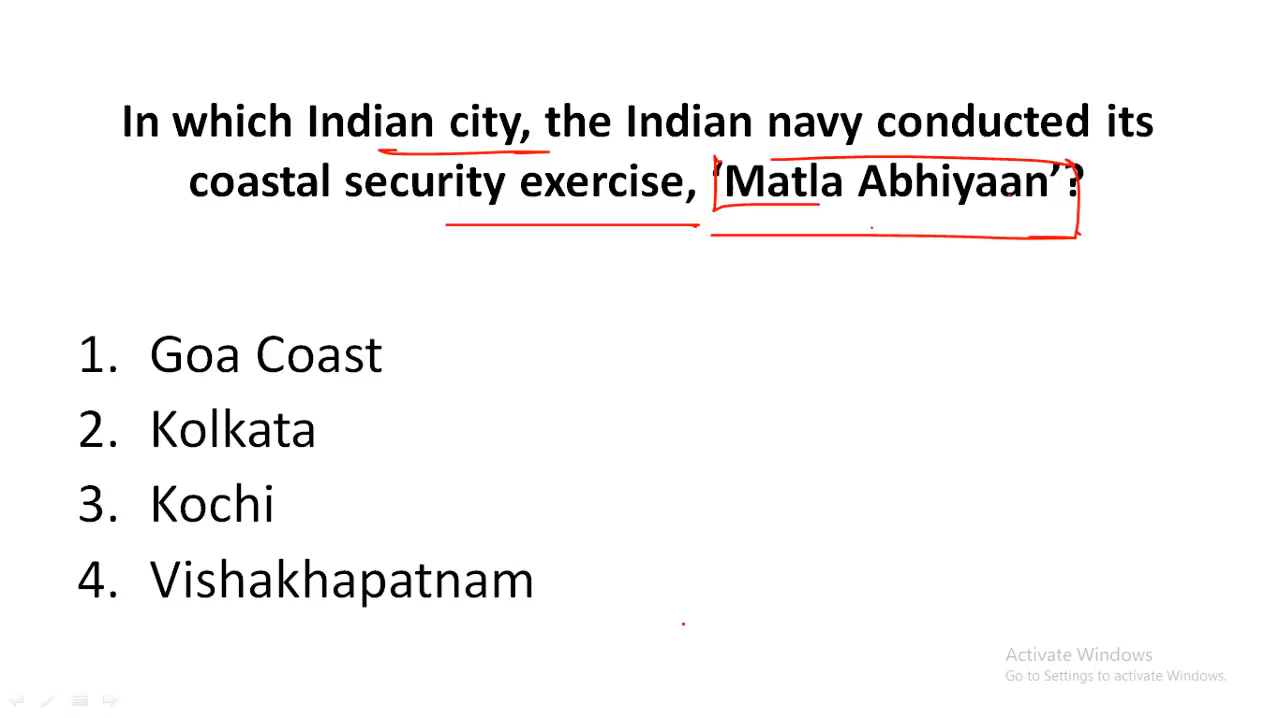 In which Indian city, the Indian navy conducted its
coastal security exercise, ‘Matla Abhiyaan’?
1. Goa Coast
2. Kolkata
3. Kochi
4. Vishakhapatnam
Activate Windows
Go to Settings to activate Windows.